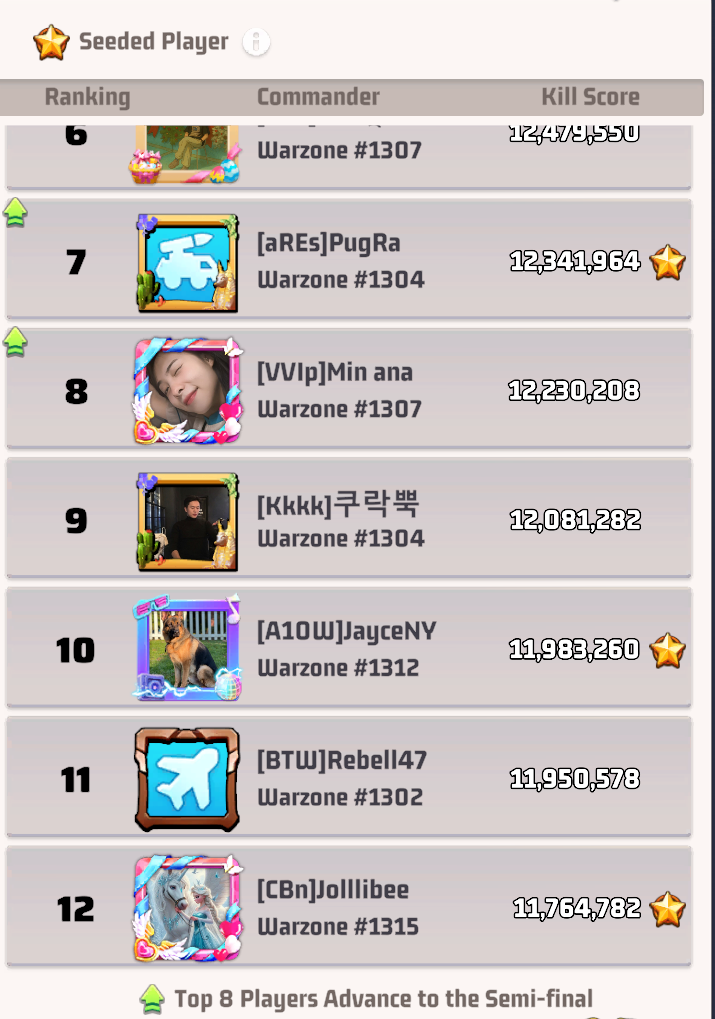 Seeded Player
Ranking Commander Kill Score
6 12,479,550
Warzone #1307
7 [aREs]PugRa 12,341,964
Warzone #1304
8 [VVIp]Min ana 12,230,208
Warzone #1307
9 [Kkkk]쿠락뿍 12,081,282
Warzone #1304
10 [A10W]JayceNY 11,983,260
Warzone #1312
11 [BTW]Rebell47 11,950,578
Warzone #1302
12 [CBn]Jolllibee 11,764,782
Warzone #1315
Top 8 Players Advance to the Semi-final